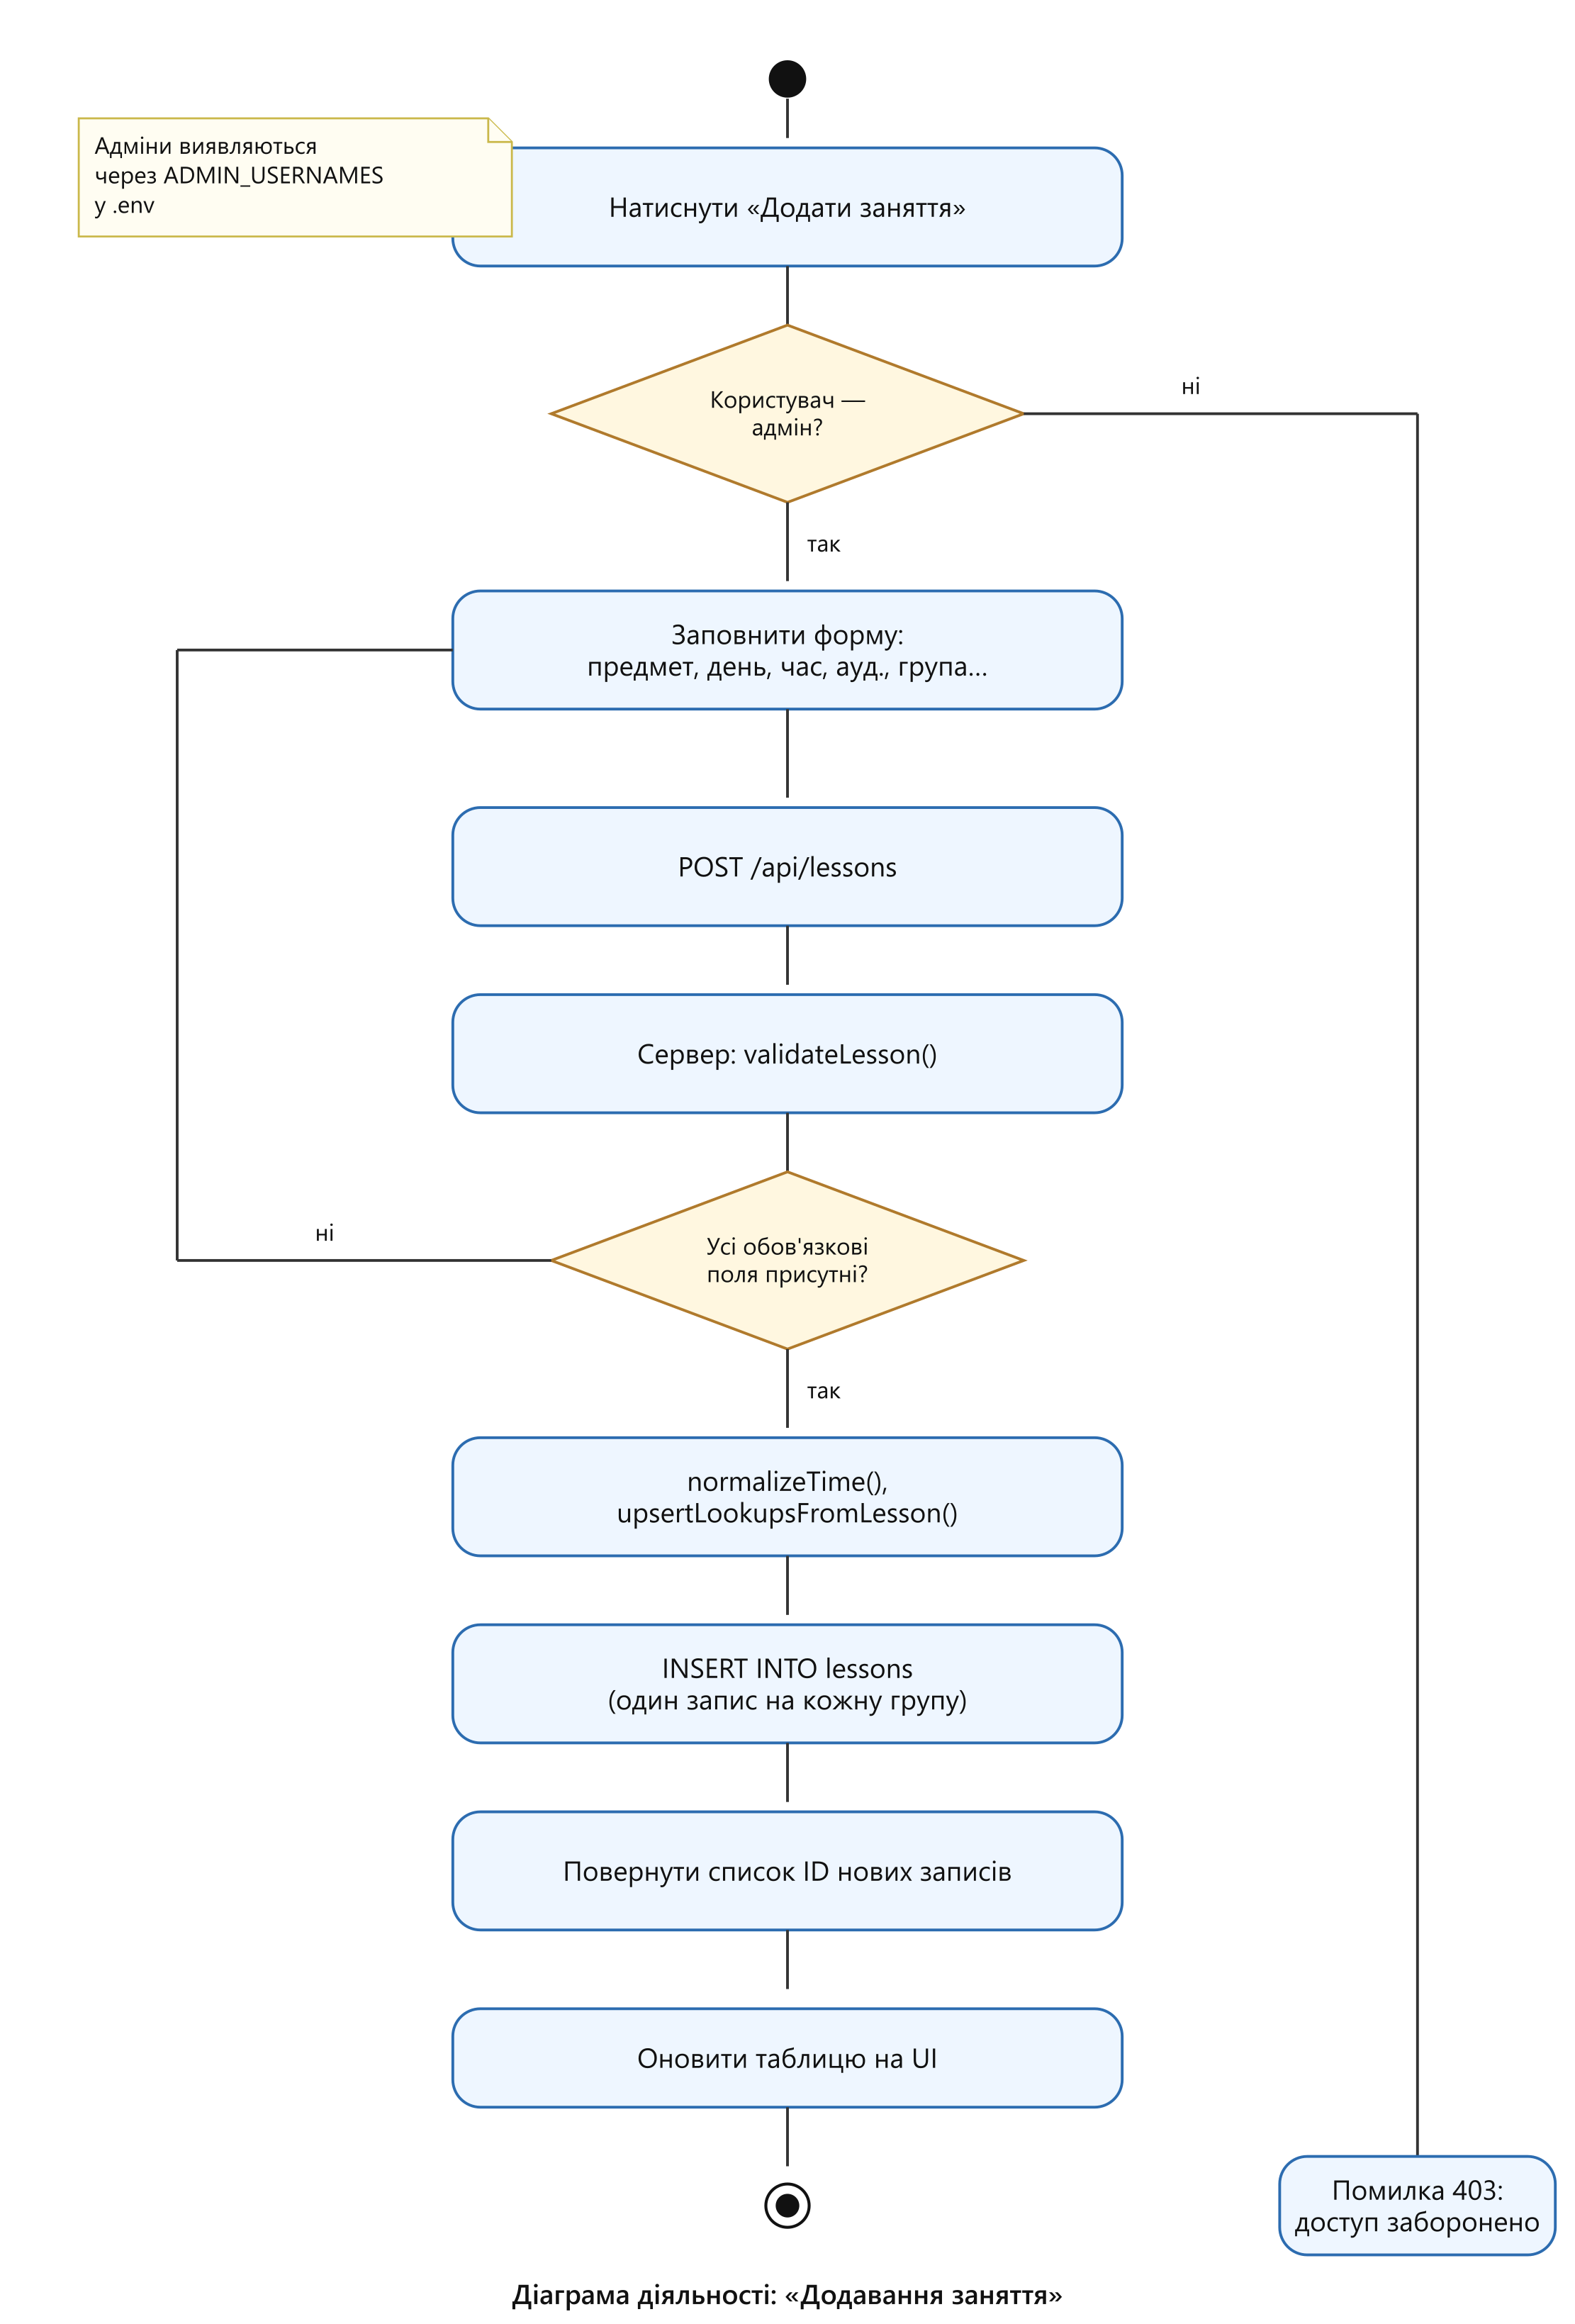 Адміни виявляються
через ADMIN_USERNAMES
у .env
Натиснути «Додати заняття»
Користувач —
адмін?
ні
так
Заповнити форму:
предмет, день, час, ауд., група...
POST /api/lessons
Сервер: validateLesson()
Усі обов'язкові
поля присутні?
ні
так
normalizeTime(),
upsertLookupsFromLesson()
INSERT INTO lessons
(один запис на кожну групу)
Повернути список ID нових записів
Оновити таблицю на UI
Помилка 403:
доступ заборонено
Діаграма діяльності: «Додавання заняття»